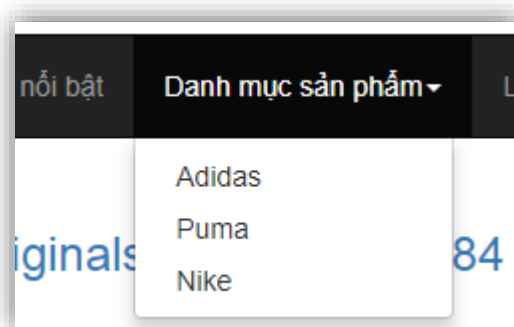 nổi bật Danh mục sản phẩm L
Adidas
Puma
iginals 84
Nike